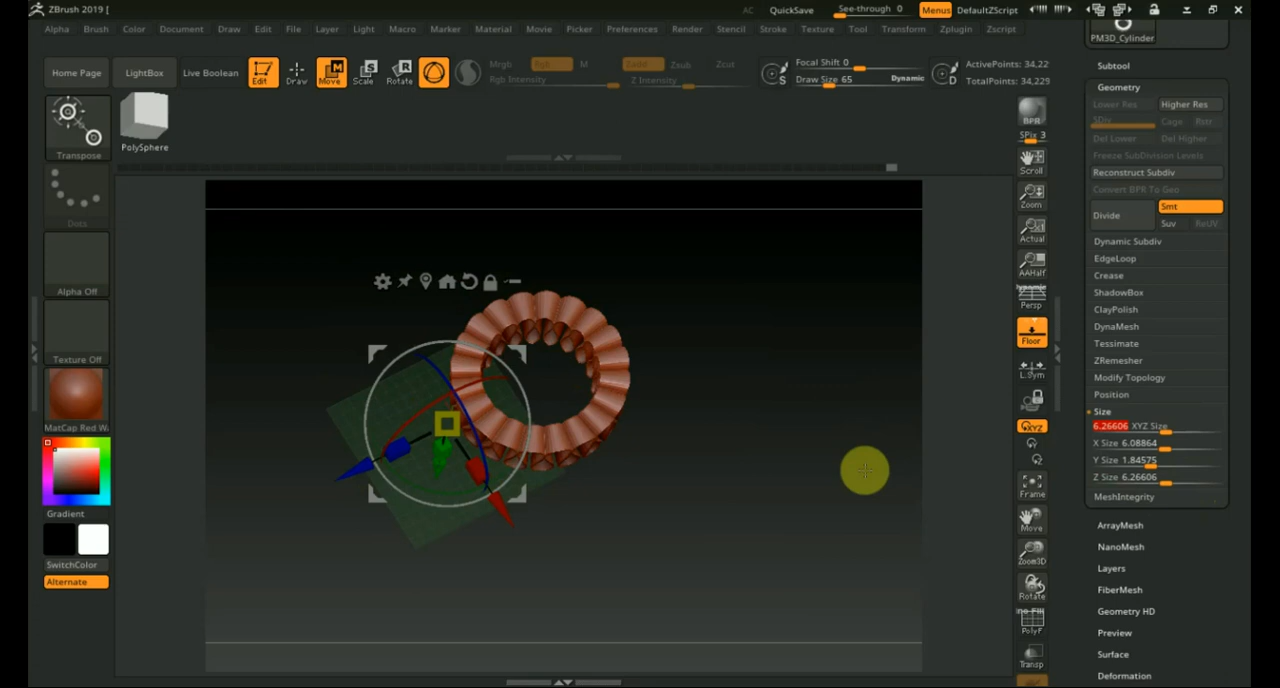 ZBrush 2019 [
AC QuickSave See-through 0 Menus DefaultZScript
Alpha Brush Color Document Draw Edit File Layer Light Macro Marker Material Movie Picker Preferences Render Stencil Stroke Texture Tool Transform Zplugin Zscript
Home Page LightBox Live Boolean Edit Draw Move Scale Rotate
Mrgb Rgb M Zadd Zsub Zcut
Rgb Intensity Z Intensity
Focal Shift 0
Draw Size 65 Dynamic
ActivePoints: 34,22
TotalPoints: 34,229
Transpose
PolySphere
Dots
Alpha Off
Texture Off
MatCap Red W
Gradient
SwitchColor
Alternate
BPR
SPix 3
Scroll
Zoom
Actual
AAHalf
Dynamic
Persp
Floor
L.Sym
XYZ
Frame
Move
Zoom3D
Rotate
PolyF
Transp
PM3D_Cylinder
Subtool
Geometry
Lower Res Higher Res
SDiv Cage Rstr
Del Lower Del Higher
Freeze SubDivision Levels
Reconstruct Subdiv
Convert BPR To Geo
Divide Smt
Suv ReUV
Dynamic Subdiv
EdgeLoop
Crease
ShadowBox
ClayPolish
DynaMesh
Tessimate
ZRemesher
Modify Topology
Position
Size
6.26606 XYZ Size
X Size 6.08864
Y Size 1.84575
Z Size 6.26606
MeshIntegrity
ArrayMesh
NanoMesh
Layers
FiberMesh
Geometry HD
Preview
Surface
Deformation